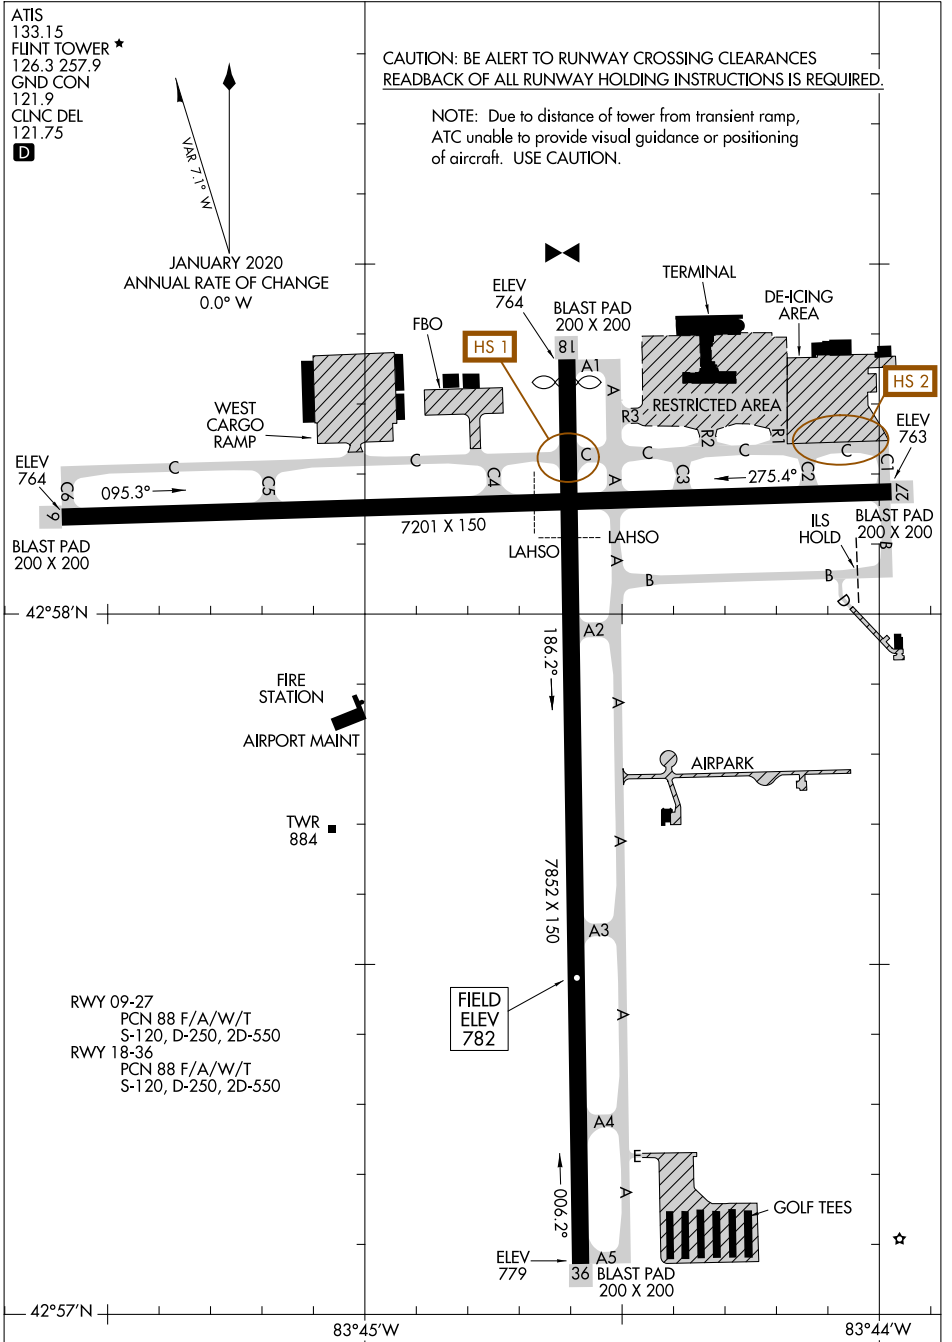 ATIS
133.15
FLINT TOWER
126.3 257.9
GND CON
121.9
CLNC DEL
121.75
D
CAUTION: BE ALERT TO RUNWAY CROSSING CLEARANCES
READBACK OF ALL RUNWAY HOLDING INSTRUCTIONS IS REQUIRED.
NOTE: Due to distance of tower from transient ramp,
ATC unable to provide visual guidance or positioning
of aircraft. USE CAUTION.
VAR 7.1° W
JANUARY 2020
ANNUAL RATE OF CHANGE
0.0° W
ELEV
764
BLAST PAD
200 X 200
18
TERMINAL
DE-ICING
AREA
FBO
HS 1
HS 2
A1
A
R3
RESTRICTED AREA
R2
R1
WEST
CARGO
RAMP
ELEV
763
ELEV
764
C
C
C
C
C
C
C1
C6
C5
C4
A
C3
C2
095.3°
275.4°
9
27
7201 X 150
BLAST PAD
200 X 200
ILS
HOLD
BLAST PAD
200 X 200
LAHSO
LAHSO
A
B
B
B
D
42°58'N
A2
186.2°
FIRE
STATION
A
AIRPORT MAINT
AIRPARK
TWR
884
A
7852 X 150
A3
FIELD
ELEV
782
A
RWY 09-27
PCN 88 F/A/W/T
S-120, D-250, 2D-550
RWY 18-36
PCN 88 F/A/W/T
S-120, D-250, 2D-550
A4
E
006.2°
A
GOLF TEES
ELEV
779
A5
36
BLAST PAD
200 X 200
42°57'N
83°45'W
83°44'W